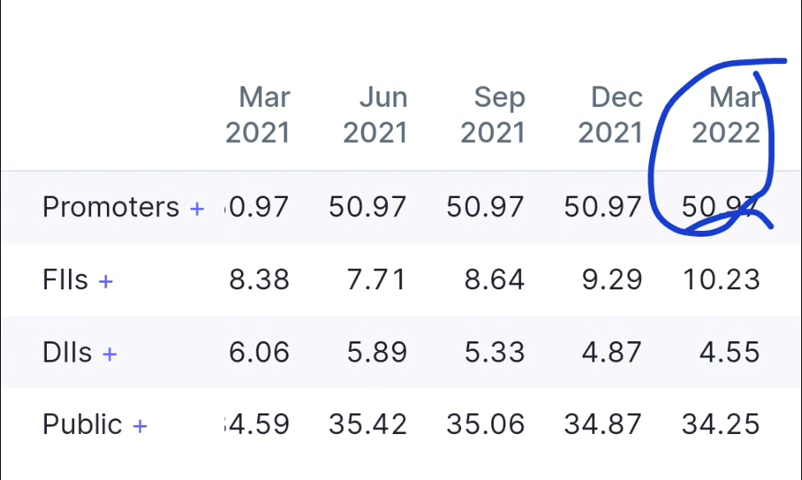 Mar Jun Sep Dec Mar
2021 2021 2021 2021 2022
Promoters + 0.97 50.97 50.97 50.97 50.97
FIIs + 8.38 7.71 8.64 9.29 10.23
DIIs + 6.06 5.89 5.33 4.87 4.55
Public + 4.59 35.42 35.06 34.87 34.25